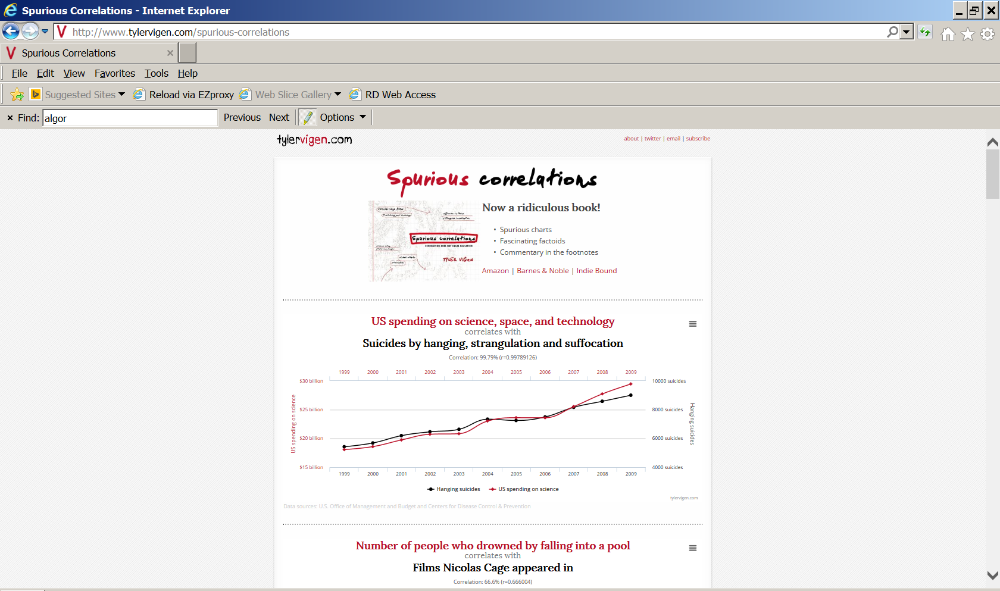 Spurious Correlations - Internet Explorer
http://www.tylervigen.com/spurious-correlations
Spurious Correlations
File Edit View Favorites Tools Help
Suggested Sites Reload via EZproxy Web Slice Gallery RD Web Access
Find: algor Previous Next Options
tylervigen.com about | twitter | email | subscribe
Spurious correlations
Spurious correlations
CORRELATION DOES NOT EQUAL CAUSATION
TYLER VIGEN
Now a ridiculous book!
• Spurious charts
• Fascinating factoids
• Commentary in the footnotes
Amazon | Barnes & Noble | Indie Bound
US spending on science, space, and technology
correlates with
Suicides by hanging, strangulation and suffocation
Correlation: 99.79% (r=0.99789126)
1999 2000 2001 2002 2003 2004 2005 2006 2007 2008 2009
US spending on science
$30 billion
$25 billion
$20 billion
$15 billion
10000 suicides
8000 suicides
6000 suicides
4000 suicides
Hanging suicides
1999 2000 2001 2002 2003 2004 2005 2006 2007 2008 2009
Hanging suicides US spending on science
tylervigen.com
Data sources: U.S. Office of Management and Budget and Centers for Disease Control & Prevention
Number of people who drowned by falling into a pool
correlates with
Films Nicolas Cage appeared in
Correlation: 66.6% (r=0.666004)